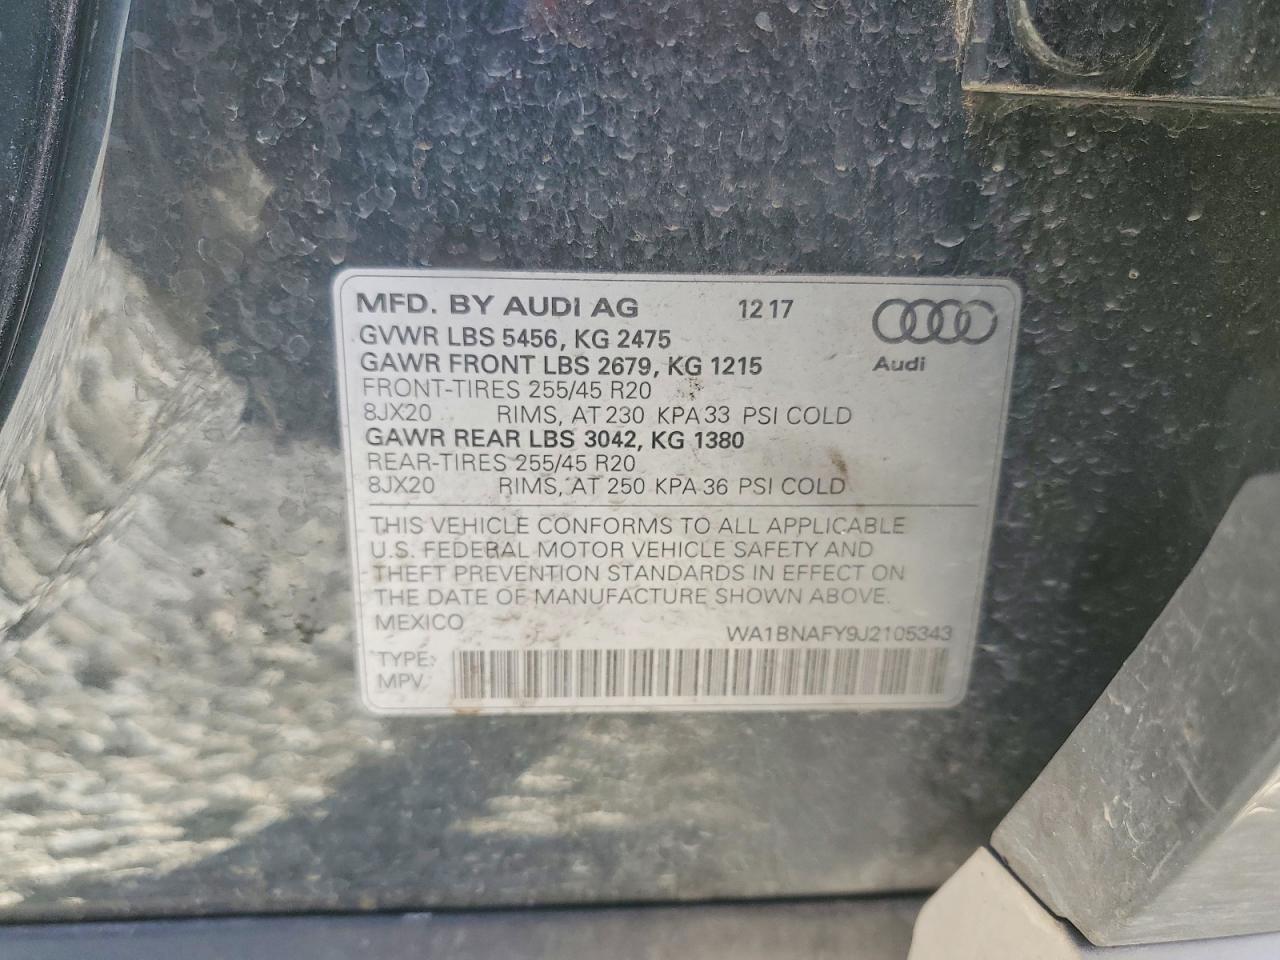 MFD. BY AUDI AG 12 17
GVWR LBS 5456, KG 2475
GAWR FRONT LBS 2679, KG 1215
Audi
FRONT-TIRES 255/45 R20
8JX20 RIMS, AT 230 KPA 33 PSI COLD
GAWR REAR LBS 3042, KG 1380
REAR-TIRES 255/45 R20
8JX20 RIMS, AT 250 KPA 36 PSI COLD
THIS VEHICLE CONFORMS TO ALL APPLICABLE
U.S. FEDERAL MOTOR VEHICLE SAFETY AND
THEFT PREVENTION STANDARDS IN EFFECT ON
THE DATE OF MANUFACTURE SHOWN ABOVE.
MEXICO
WA1BNAFY9J2105343
TYPE:
MPV